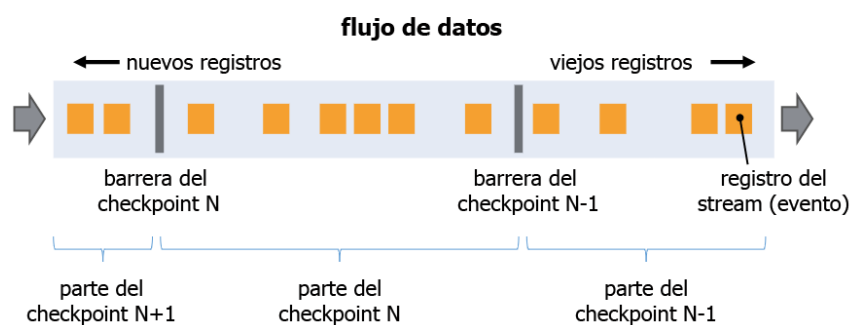 flujo de datos
nuevos registros
viejos registros
barrera del
checkpoint N
barrera del
checkpoint N-1
registro del
stream (evento)
parte del
checkpoint N+1
parte del
checkpoint N
parte del
checkpoint N-1